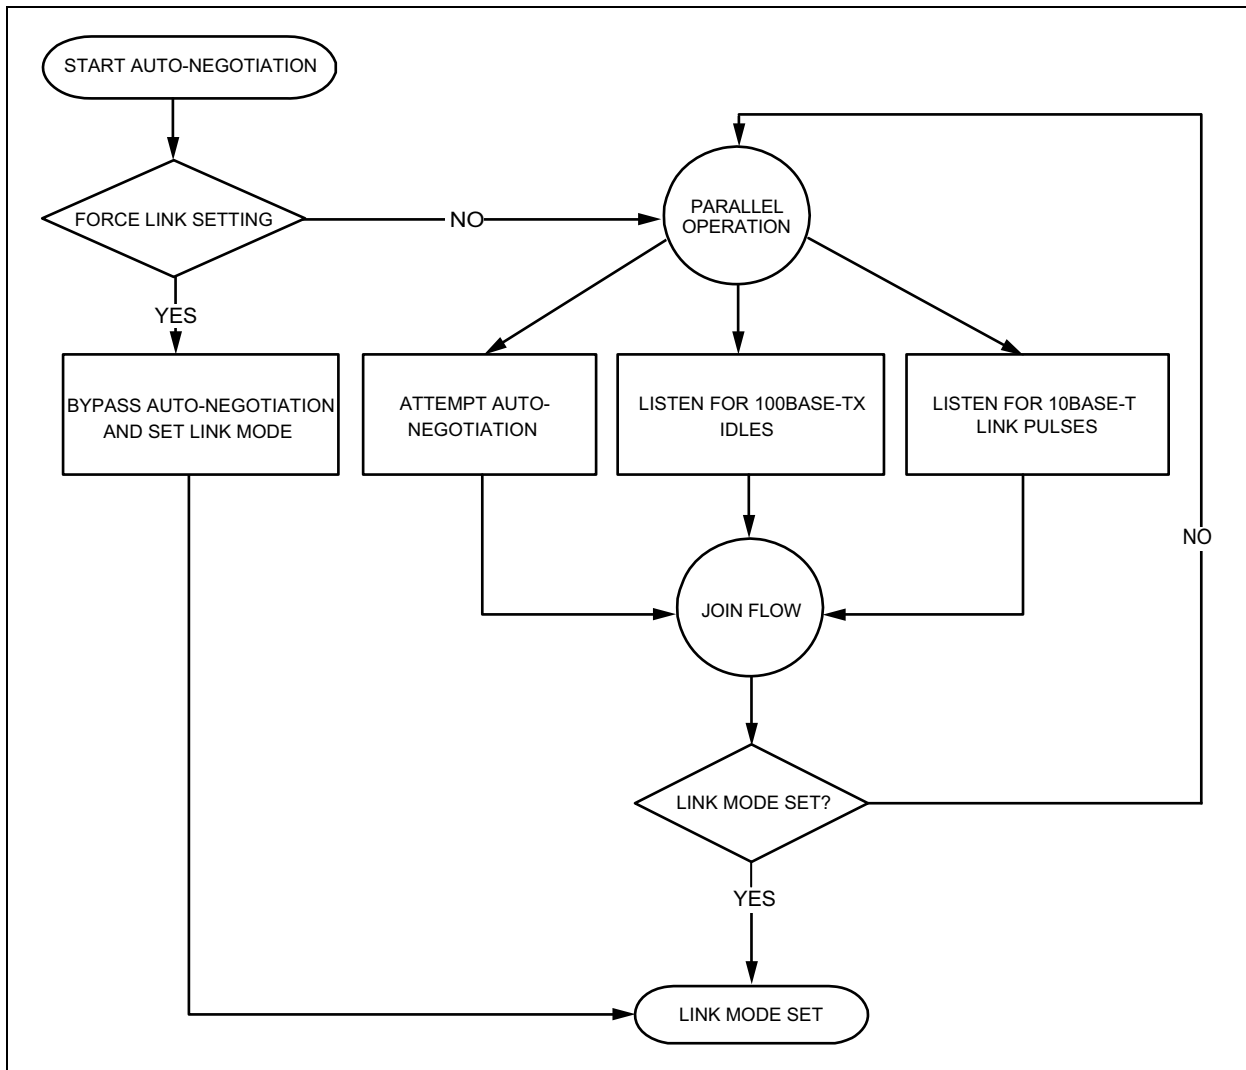 START AUTO-NEGOTIATION
FORCE LINK SETTING
NO
PARALLEL
OPERATION
YES
BYPASS AUTO-NEGOTIATION
AND SET LINK MODE
ATTEMPT AUTO-
NEGOTIATION
LISTEN FOR 100BASE-TX
IDLES
LISTEN FOR 10BASE-T
LINK PULSES
NO
JOIN FLOW
LINK MODE SET?
YES
LINK MODE SET